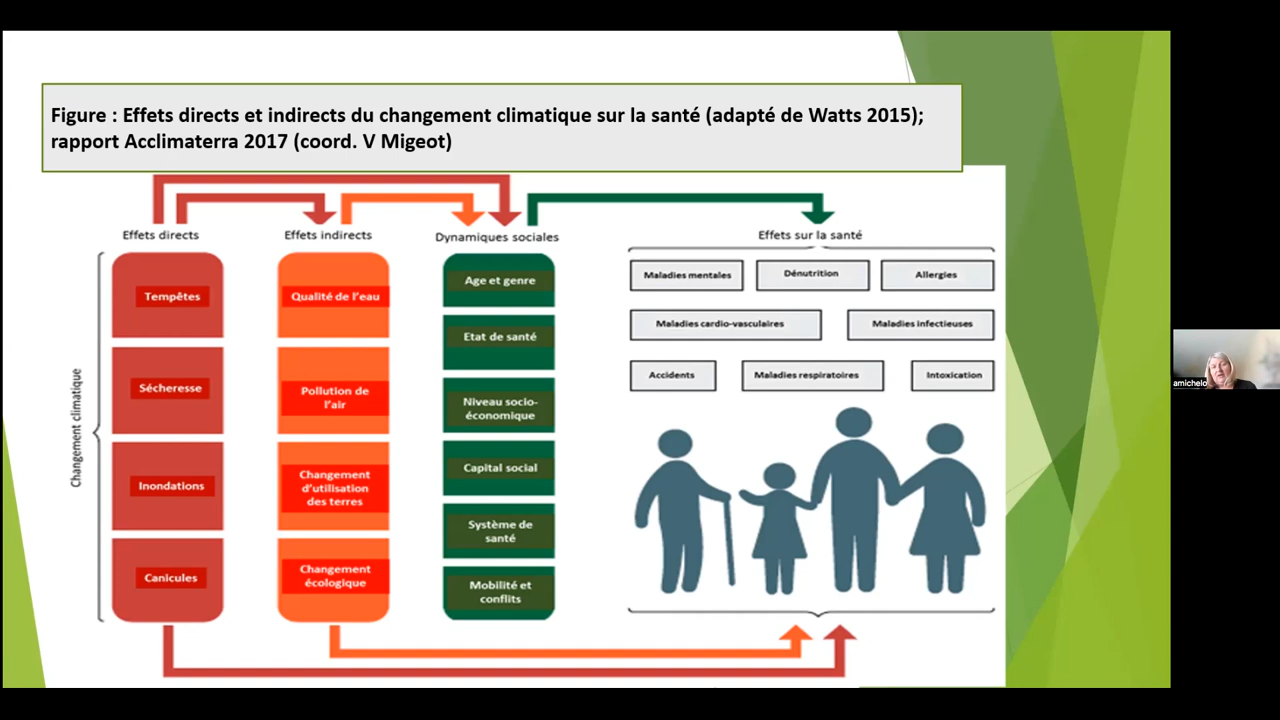 Figure : Effets directs et indirects du changement climatique sur la santé (adapté de Watts 2015);
rapport Acclimaterra 2017 (coord. V Migeot)
Effets directs
Effets indirects
Dynamiques sociales
Effets sur la santé
Changement climatique
Tempêtes
Sécheresse
Inondations
Canicules
Qualité de l'eau
Pollution de
l'air
Changement
d'utilisation
des terres
Changement
écologique
Age et genre
Etat de santé
Niveau socio-
économique
Capital social
Système de
santé
Mobilité et
conflits
Maladies mentales
Dénutrition
Allergies
Maladies cardio-vasculaires
Maladies infectieuses
Accidents
Maladies respiratoires
Intoxication
amichelo